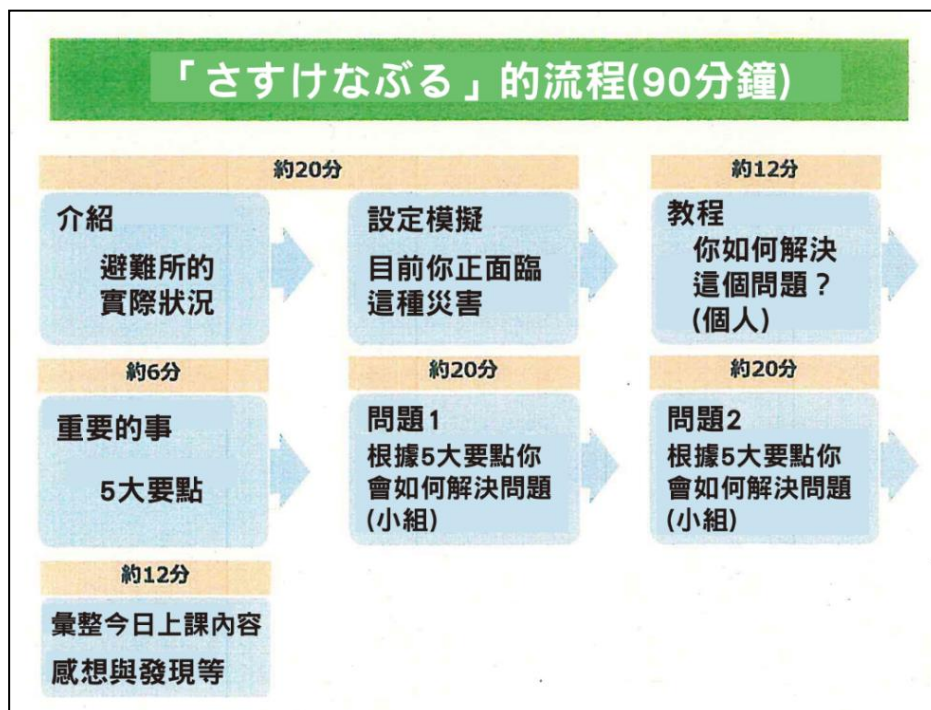 「さすけなぶる」的流程(90分鐘)
約20分
介紹
避難所的
實際狀況
設定模擬
目前你正面臨
這種災害
約12分
教程
你如何解決
這個問題？
(個人)
約6分
重要的事
5大要點
約20分
問題1
根據5大要點你
會如何解決問題
(小組)
約20分
問題2
根據5大要點你
會如何解決問題
(小組)
約12分
彙整今日上課內容
感想與發現等